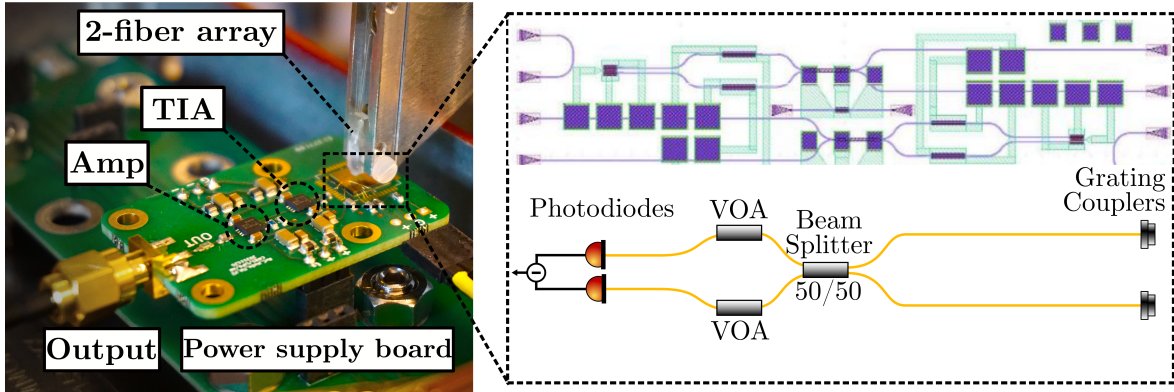 2-fiber array
TIA
Amp
OUT
Output
Power supply board
Photodiodes
VOA
Beam
Splitter
50/50
VOA
Grating
Couplers